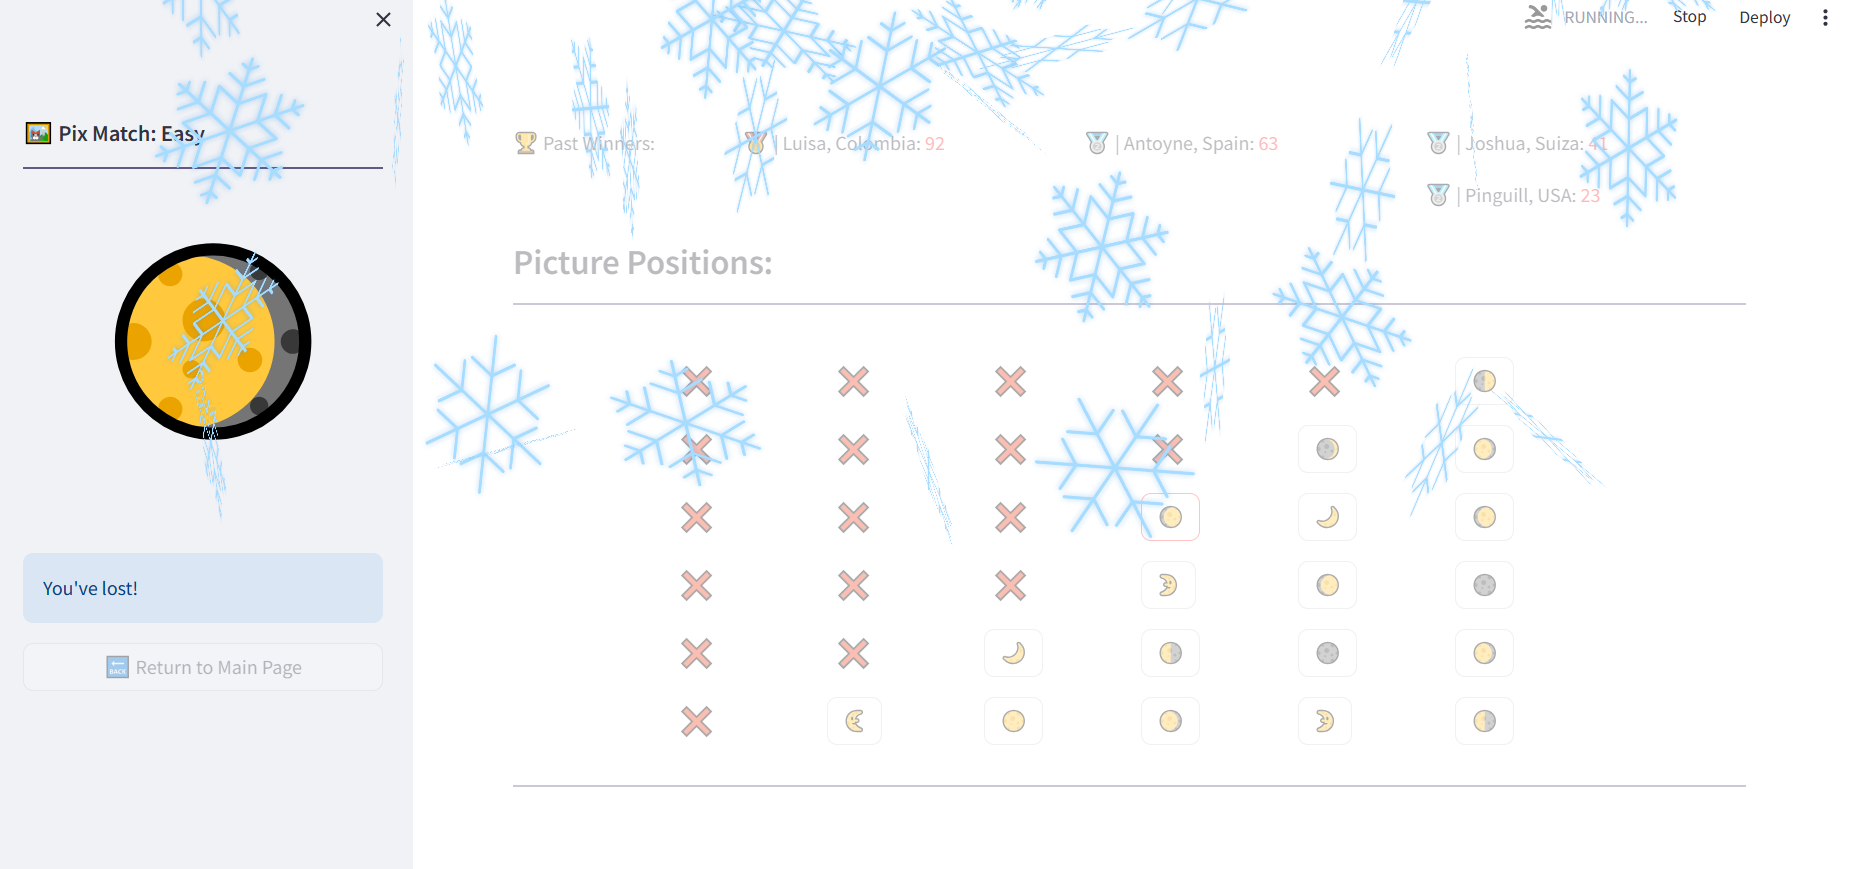 RUNNING...
Stop
Deploy
Pix Match: Easy
Past Winners:
| Luisa, Colombia: 92
| Antoyne, Spain: 63
| Joshua, Suiza: 41
| Pinguill, USA: 23
Picture Positions:
You've lost!
BACK Return to Main Page